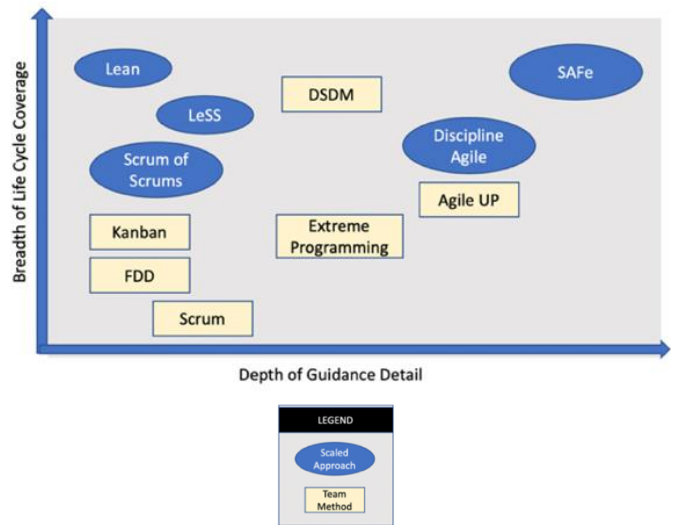 Breadth of Life Cycle Coverage
Lean
SAFe
DSDM
LeSS
Discipline
Agile
Scrum of
Scrums
Agile UP
Kanban
Extreme
Programming
FDD
Scrum
Depth of Guidance Detail
LEGEND
Scaled
Approach
Team
Method